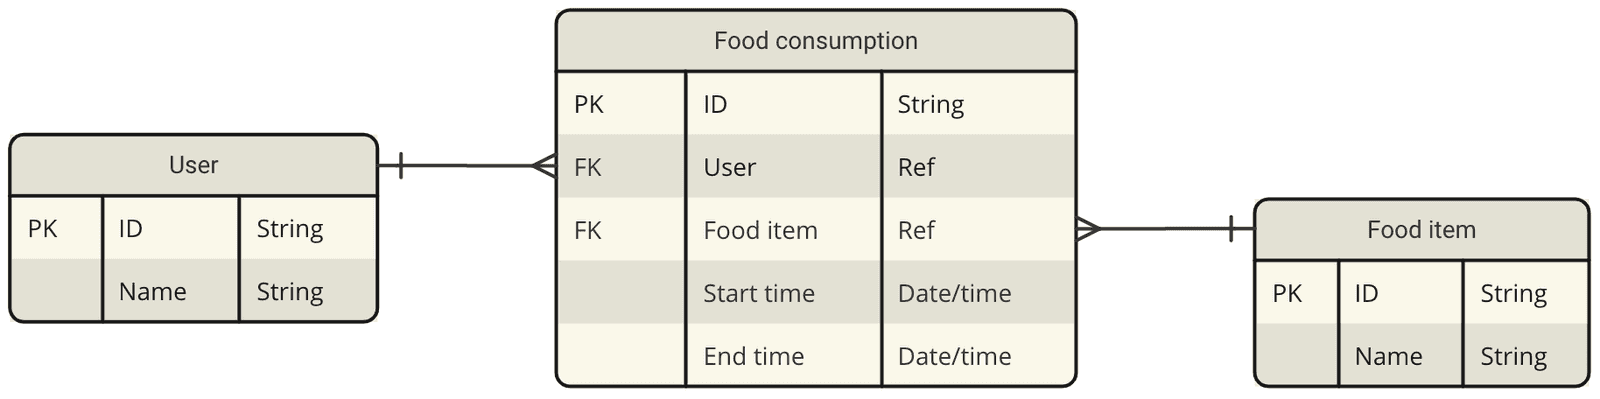 User
PK ID String
Name String
Food consumption
PK ID String
FK User Ref
FK Food item Ref
Start time Date/time
End time Date/time
Food item
PK ID String
Name String